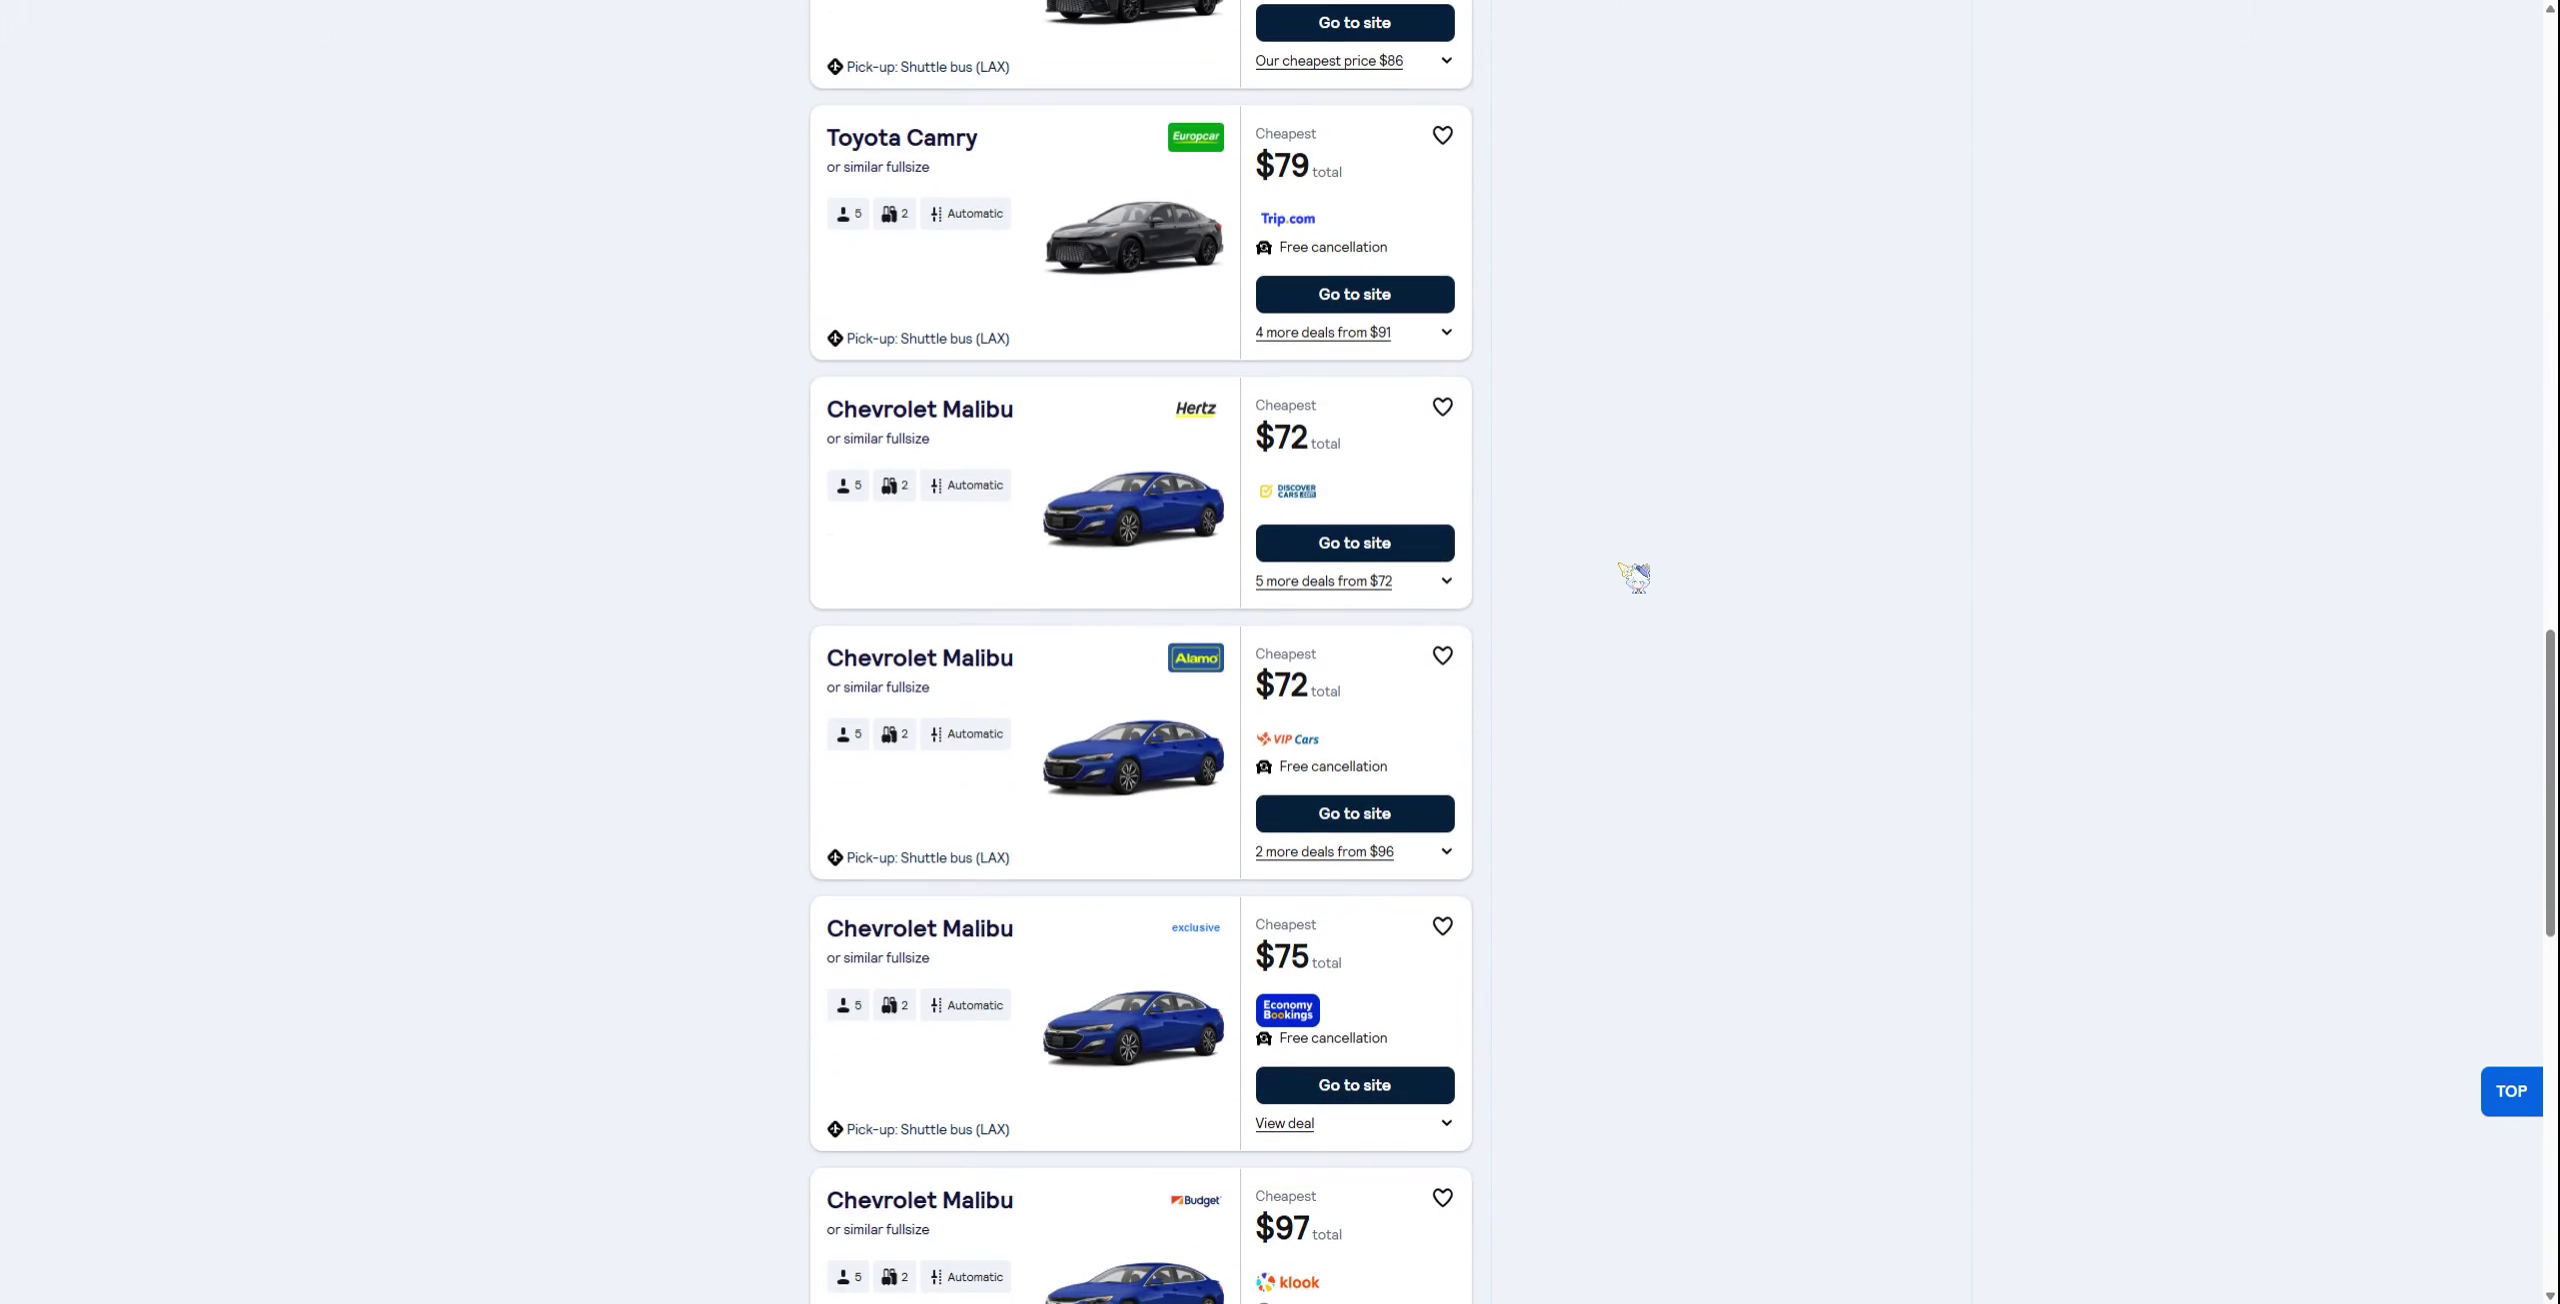 Go to site
Pick-up: Shuttle bus (LAX)
Our cheapest price $86
Toyota Camry
Europcar
or similar fullsize
5
2
Automatic
Pick-up: Shuttle bus (LAX)
Cheapest
$79 total
Trip.com
Free cancellation
Go to site
4 more deals from $91
Chevrolet Malibu
Hertz
or similar fullsize
5
2
Automatic
Cheapest
$72 total
DISCOVER
CARS.COM
Go to site
5 more deals from $72
Chevrolet Malibu
Alamo
or similar fullsize
5
2
Automatic
Pick-up: Shuttle bus (LAX)
Cheapest
$72 total
VIP Cars
Free cancellation
Go to site
2 more deals from $96
Chevrolet Malibu
exclusive
or similar fullsize
5
2
Automatic
Pick-up: Shuttle bus (LAX)
Cheapest
$75 total
Economy
Bookings
Free cancellation
Go to site
View deal
TOP
Chevrolet Malibu
Budget
or similar fullsize
5
2
Automatic
Cheapest
$97 total
klook